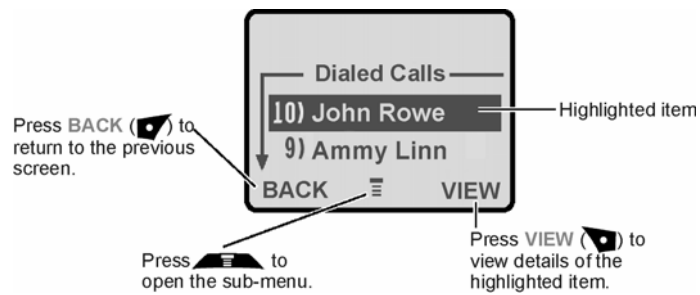 Dialed Calls
10) John Rowe
Highlighted item
9) Ammy Linn
BACK
VIEW
Press BACK ( ) to
return to the previous
screen.
Press to
open the sub-menu.
Press VIEW ( ) to
view details of the
highlighted item.